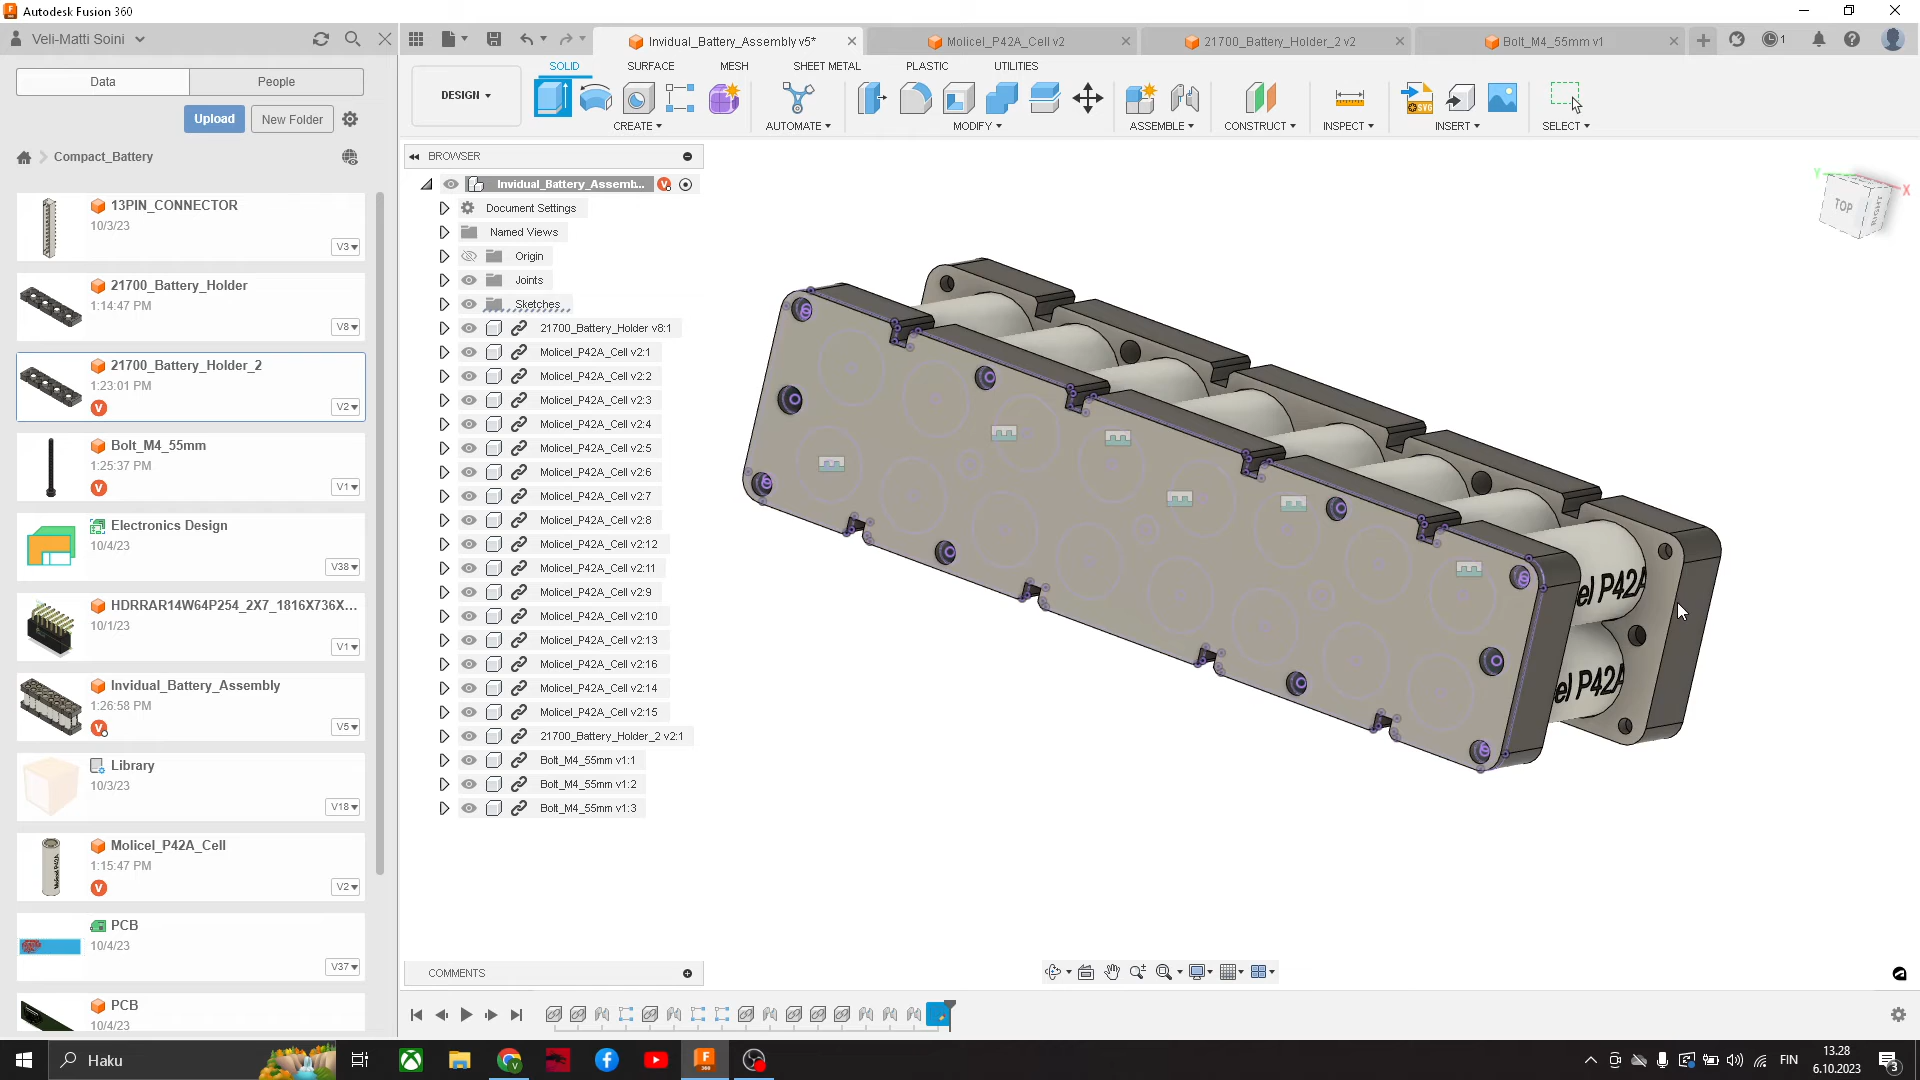 Autodesk Fusion 360
Veli-Matti Soini
Invidual_Battery_Assembly v5*
Molicel_P42A_Cell v2
21700_Battery_Holder_2 v2
Bolt_M4_55mm v1
1
Data
People
Upload
New Folder
Compact_Battery
SOLID
SURFACE
MESH
SHEET METAL
PLASTIC
UTILITIES
DESIGN
CREATE
AUTOMATE
MODIFY
ASSEMBLE
CONSTRUCT
INSPECT
INSERT
SELECT
13PIN_CONNECTOR
10/3/23
V3
21700_Battery_Holder
1:14:47 PM
V8
21700_Battery_Holder_2
1:23:01 PM
V
V2
Bolt_M4_55mm
1:25:37 PM
V
V1
Electronics Design
10/4/23
V38
HDRRAR14W64P254_2X7_1816X736X...
10/1/23
V1
Invidual_Battery_Assembly
1:26:58 PM
V5
Library
10/3/23
V18
Molicel_P42A_Cell
1:15:47 PM
V
V2
PCB
10/4/23
V37
PCB
10/4/23
BROWSER
Invidual_Battery_Assemb...
Document Settings
Named Views
Origin
Joints
Sketches
21700_Battery_Holder v8:1
Molicel_P42A_Cell v2:1
Molicel_P42A_Cell v2:2
Molicel_P42A_Cell v2:3
Molicel_P42A_Cell v2:4
Molicel_P42A_Cell v2:5
Molicel_P42A_Cell v2:6
Molicel_P42A_Cell v2:7
Molicel_P42A_Cell v2:8
Molicel_P42A_Cell v2:12
Molicel_P42A_Cell v2:11
Molicel_P42A_Cell v2:9
Molicel_P42A_Cell v2:10
Molicel_P42A_Cell v2:13
Molicel_P42A_Cell v2:16
Molicel_P42A_Cell v2:14
Molicel_P42A_Cell v2:15
21700_Battery_Holder_2 v2:1
Bolt_M4_55mm v1:1
Bolt_M4_55mm v1:2
Bolt_M4_55mm v1:3
Y
X
TOP
RIGHT
cel P42A
el P42A
COMMENTS
Haku
FIN
13.28
6.10.2023
3